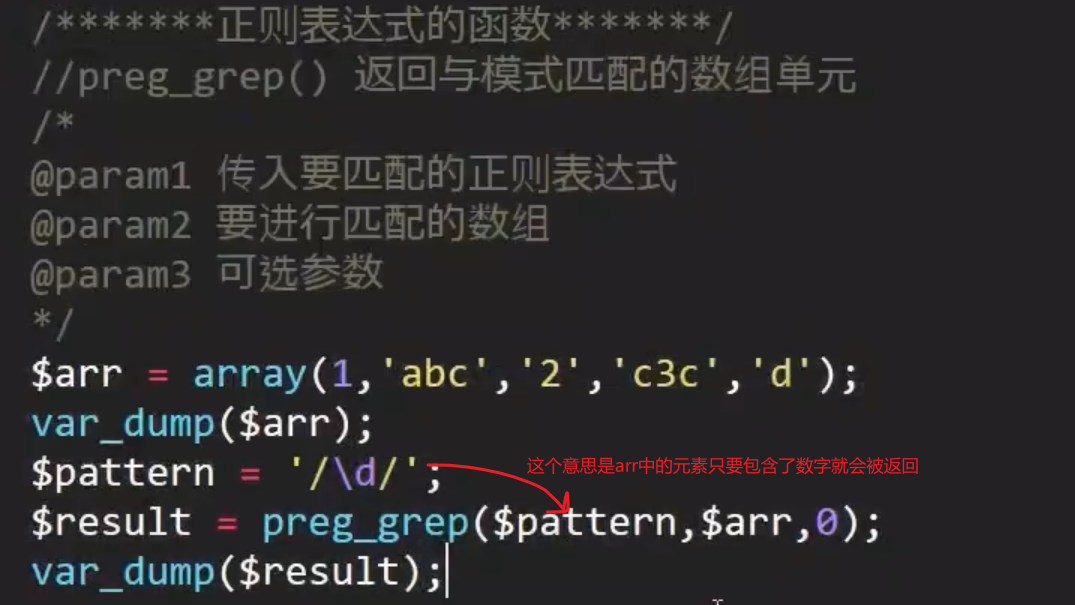 /*******正则表达式的函数*******/
//preg_grep() 返回与模式匹配的数组单元
/*
@param1 传入要匹配的正则表达式
@param2 要进行匹配的数组
@param3 可选参数
*/
$arr = array(1,'abc','2','c3c','d');
var_dump($arr);
$pattern = '/\d/';
这个意思是arr中的元素只要包含了数字就会被返回
$result = preg_grep($pattern,$arr,0);
var_dump($result);